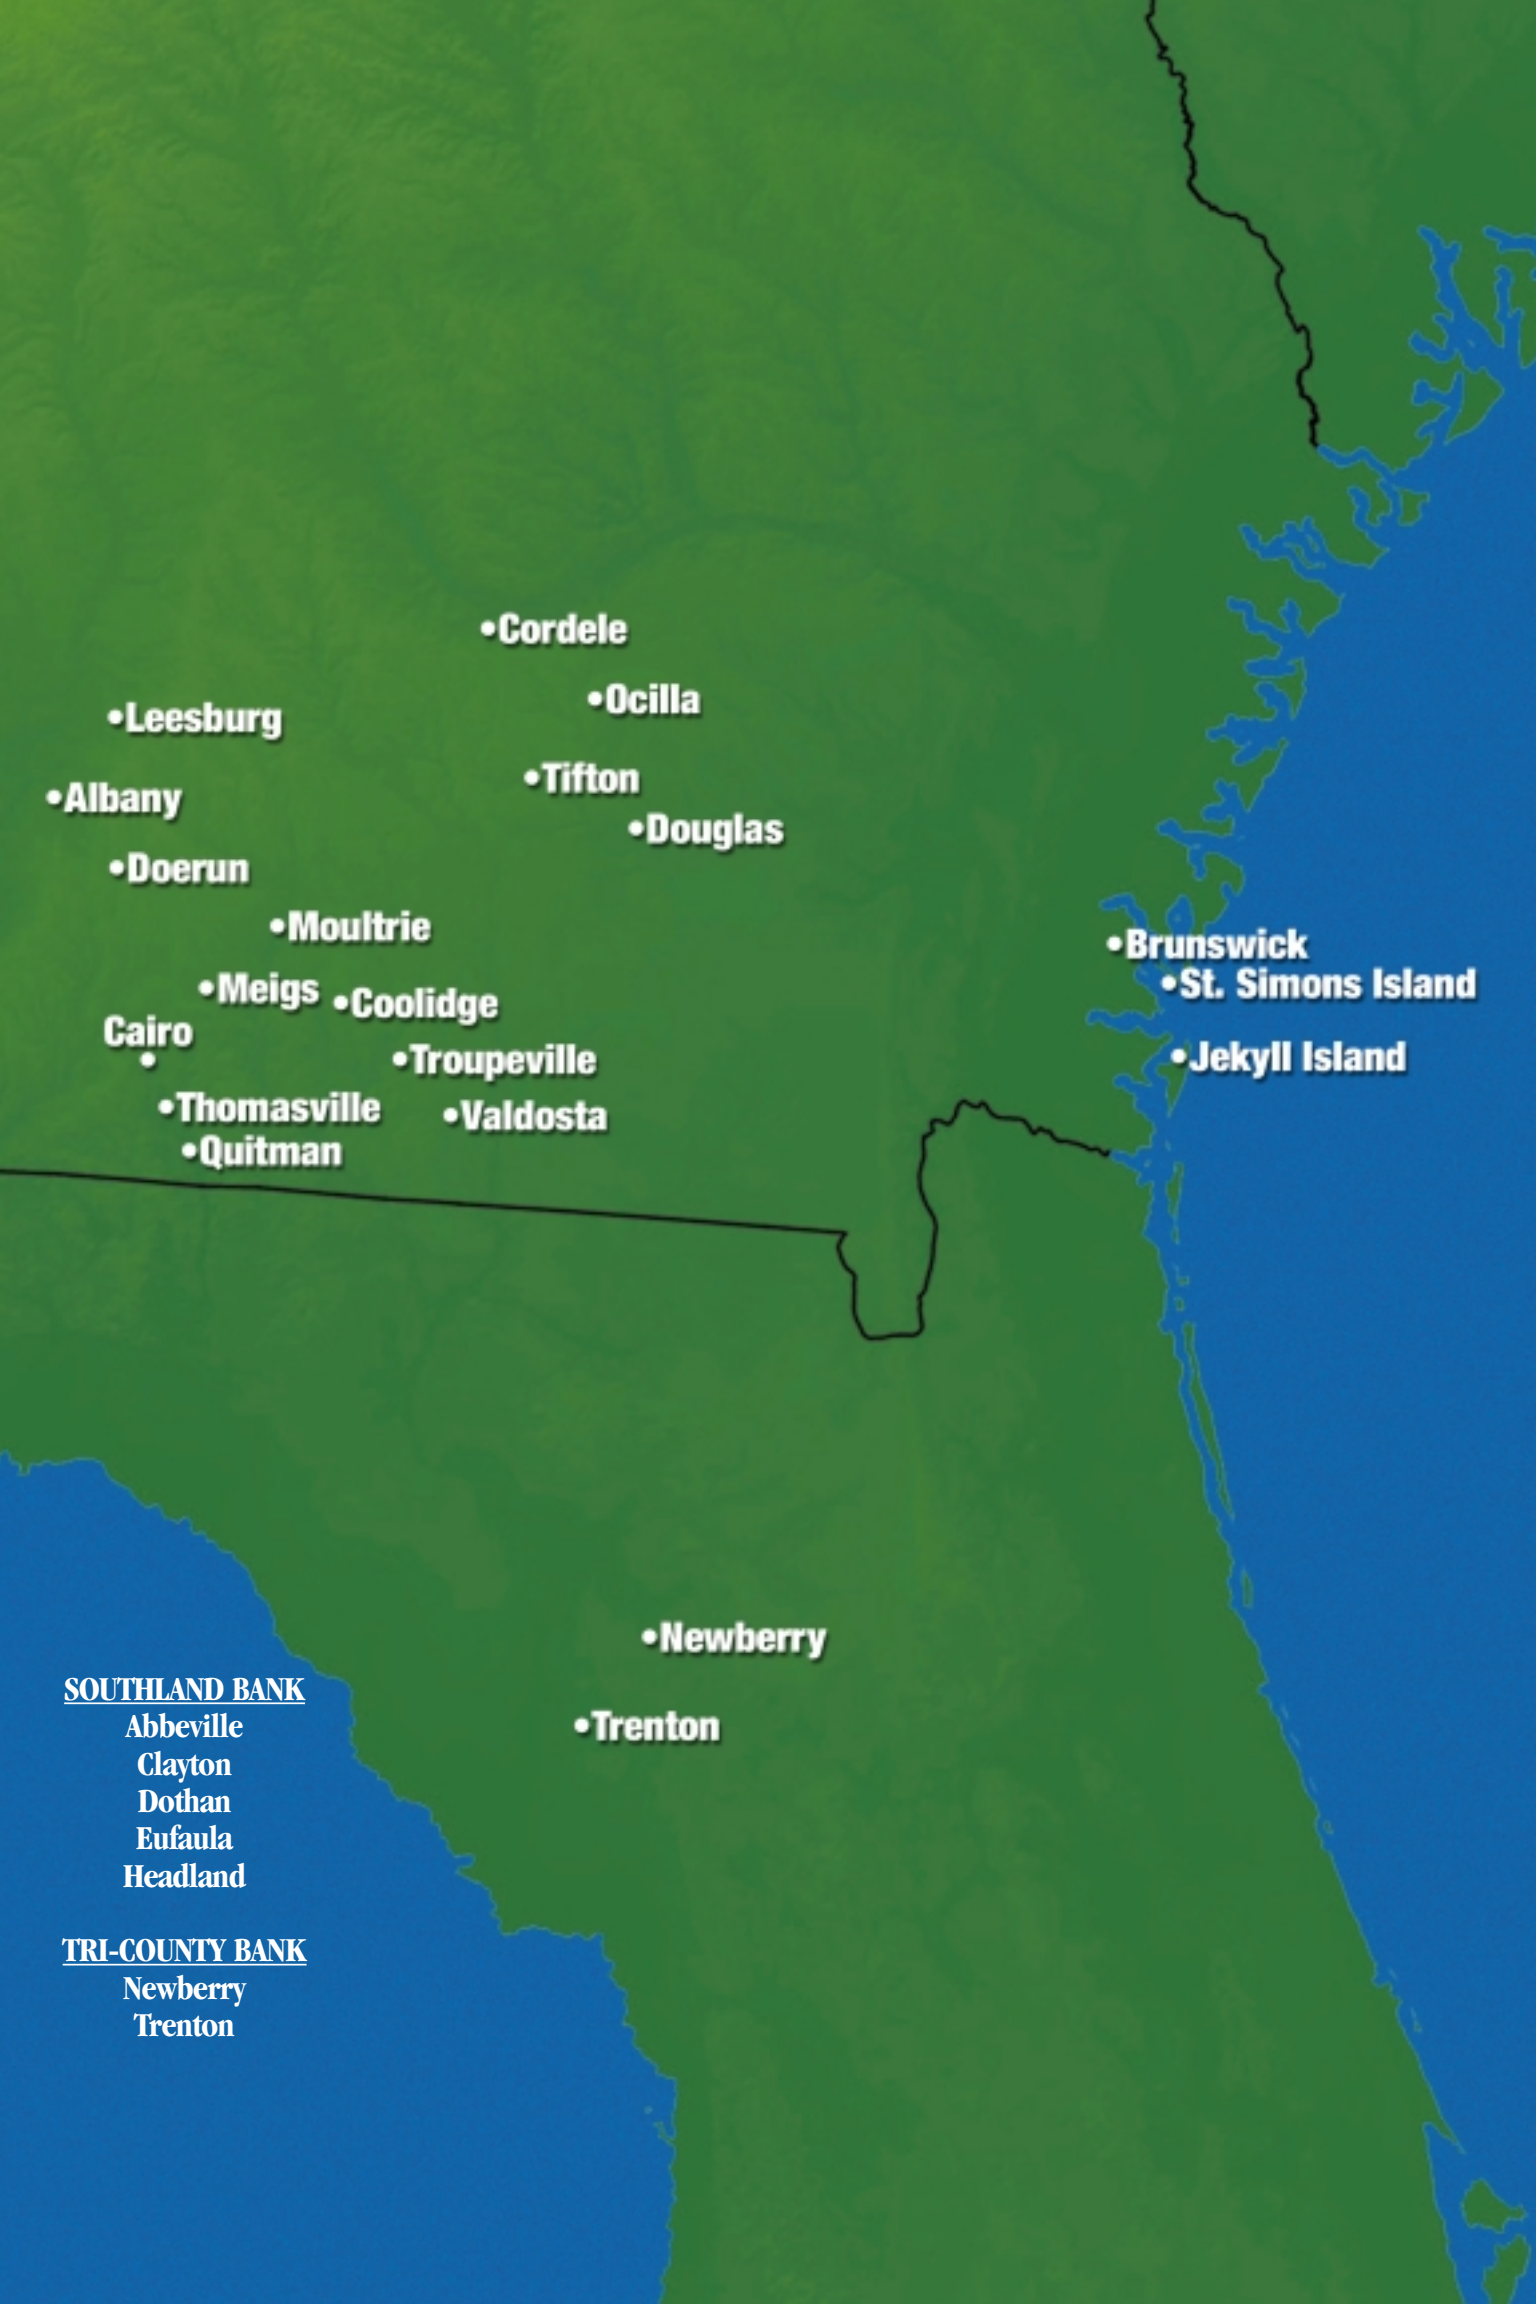 •Cordele
•Ocilla
•Leesburg
•Tifton
•Albany
•Douglas
•Doerun
•Moultrie
•Brunswick
•St. Simons Island
•Meigs
•Coolidge
Cairo
•Troupeville
•Jekyll Island
•Thomasville
•Valdosta
•Quitman
•Newberry
•Trenton
SOUTHLAND BANK
Abbeville
Clayton
Dothan
Eufaula
Headland
TRI-COUNTY BANK
Newberry
Trenton